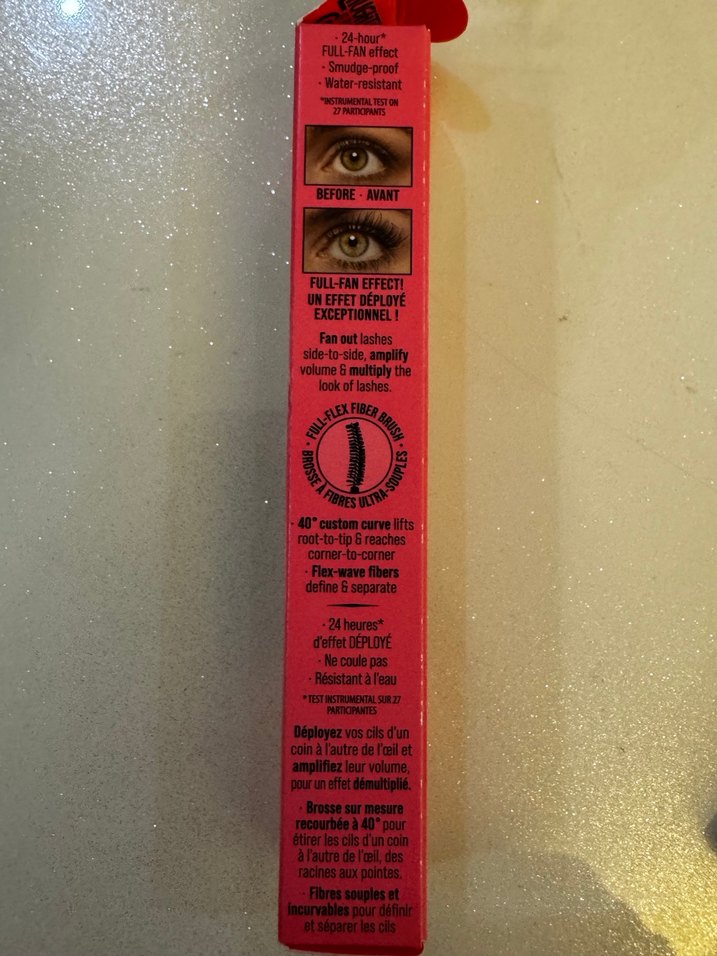 · 24-hour*
FULL-FAN effect
· Smudge-proof
· Water-resistant
*INSTRUMENTAL TEST ON
27 PARTICIPANTS
BEFORE · AVANT
FULL-FAN EFFECT!
UN EFFET DÉPLOYÉ
EXCEPTIONNEL !
Fan out lashes
side-to-side, amplify
volume & multiply the
look of lashes.
· FULL-FLEX FIBER BRUSH ·
BROSSE À FIBRES ULTRA-SOUPLES
· 40° custom curve lifts
root-to-tip & reaches
corner-to-corner
· Flex-wave fibers
define & separate
· 24 heures*
d'effet DÉPLOYÉ
· Ne coule pas
· Résistant à l'eau
* TEST INSTRUMENTAL SUR 27
PARTICIPANTES
Déployez vos cils d'un
coin à l'autre de l'œil et
amplifiez leur volume,
pour un effet démultiplié.
· Brosse sur mesure
recourbée à 40° pour
étirer les cils d'un coin
à l'autre de l'œil, des
racines aux pointes.
· Fibres souples et
incurvables pour définir
et séparer les cils